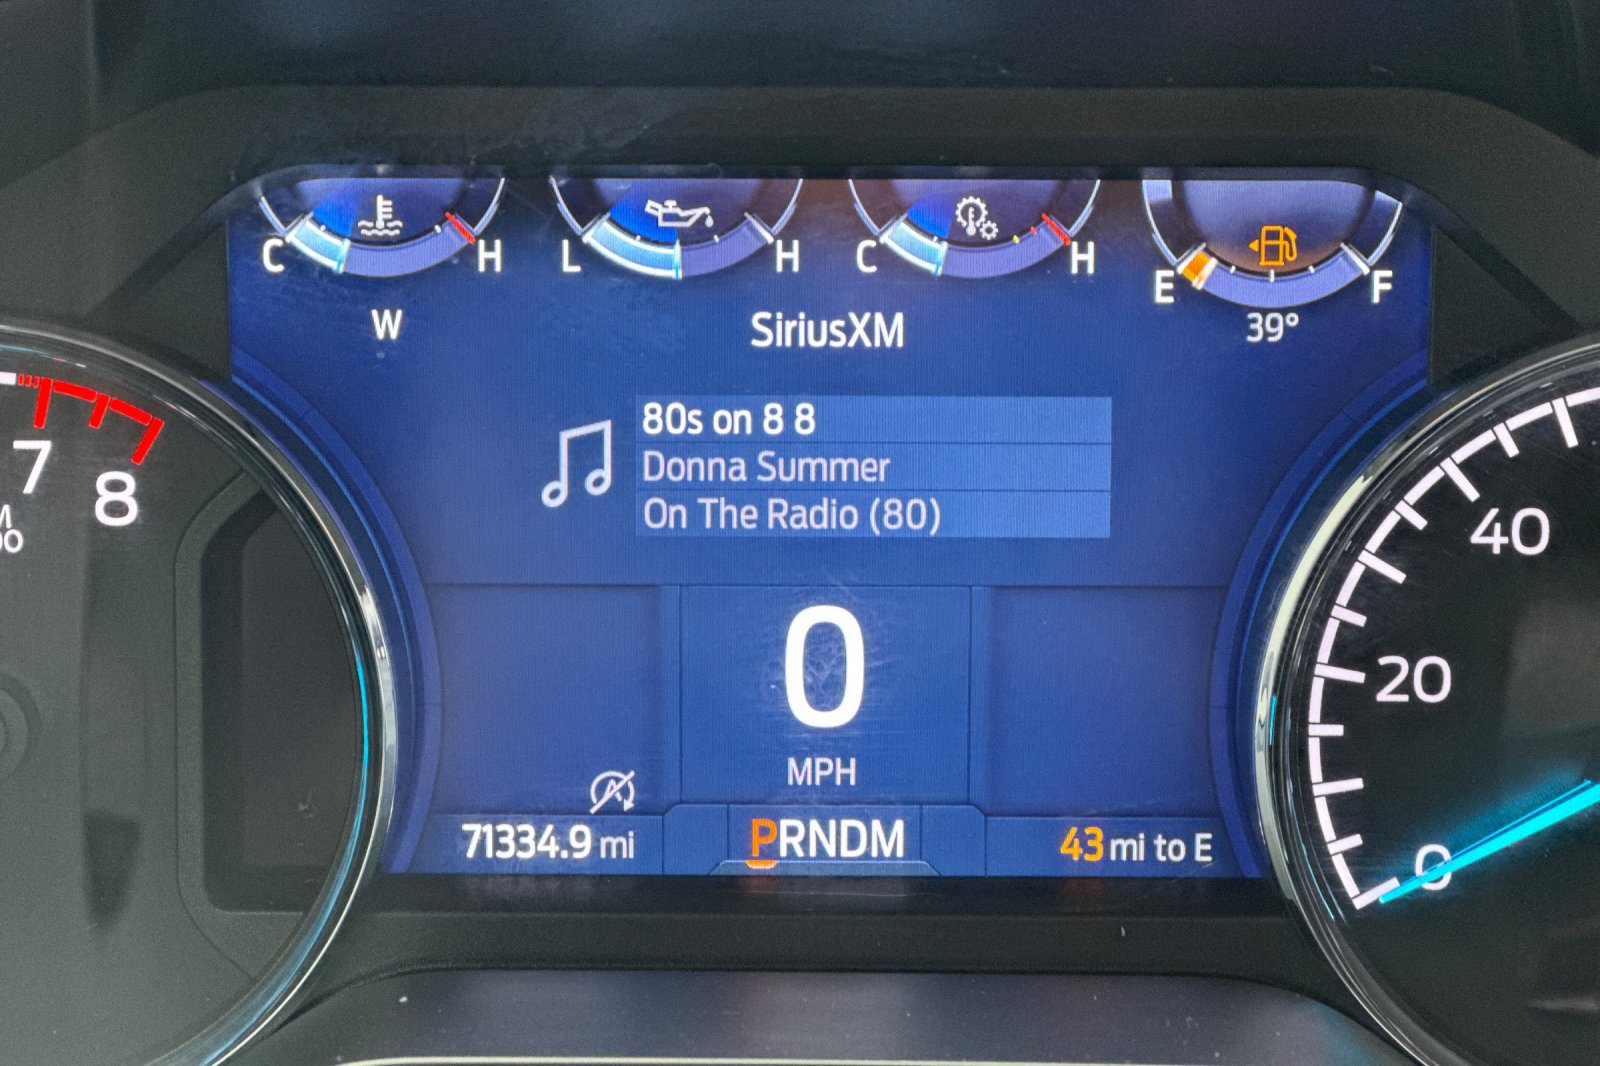 C H L H C H E F
W SiriusXM 39°
80s on 8 8
Donna Summer
On The Radio (80)
7
8
40
20
0
0
MPH
71334.9 mi PRNDM 43 mi to E